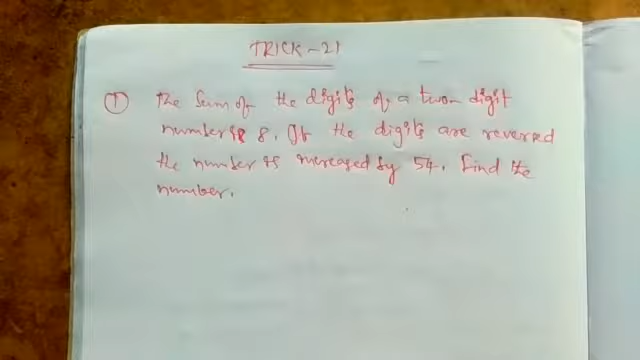 TRICK-21
① The sum of the digits of a two digit
number is 8. If the digits are reversed
the number is increased by 54. Find the
number.